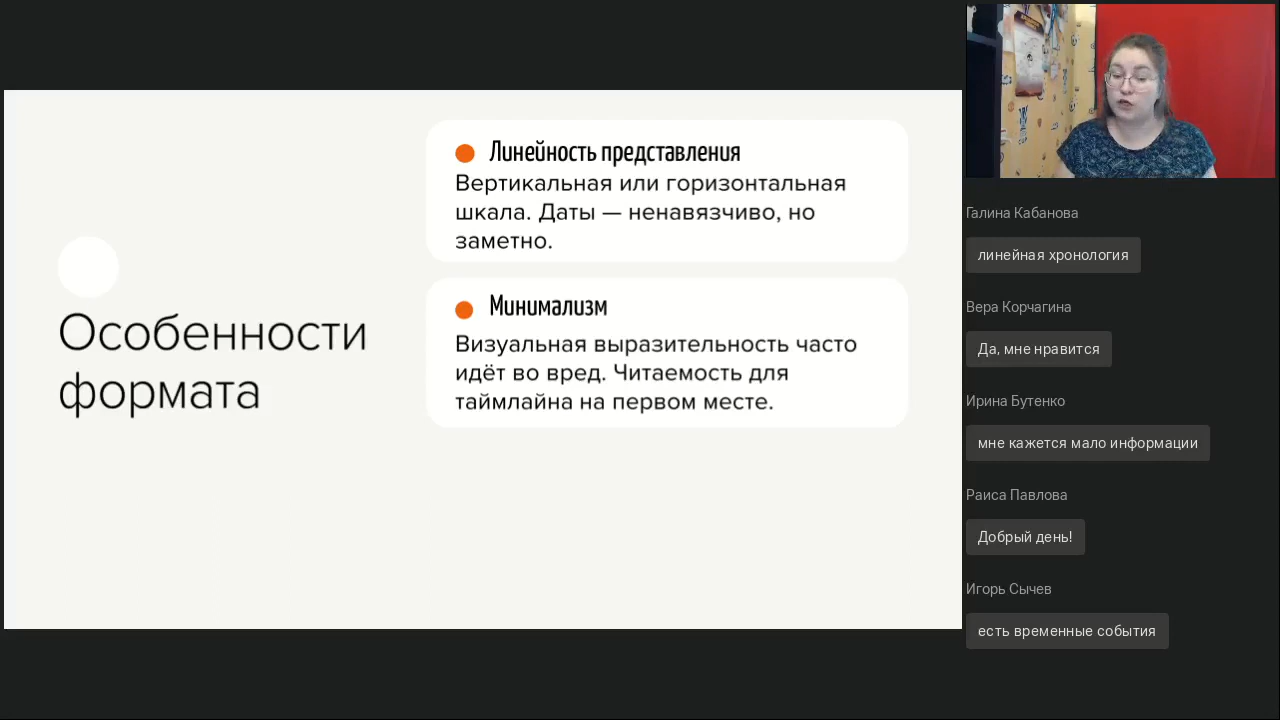 Особенности
формата
Линейность представления
Вертикальная или горизонтальная
шкала. Даты — ненавязчиво, но
заметно.
Минимализм
Визуальная выразительность часто
идёт во вред. Читаемость для
таймлайна на первом месте.
Галина Кабанова
линейная хронология
Вера Корчагина
Да, мне нравится
Ирина Бутенко
мне кажется мало информации
Раиса Павлова
Добрый день!
Игорь Сычев
есть временные события